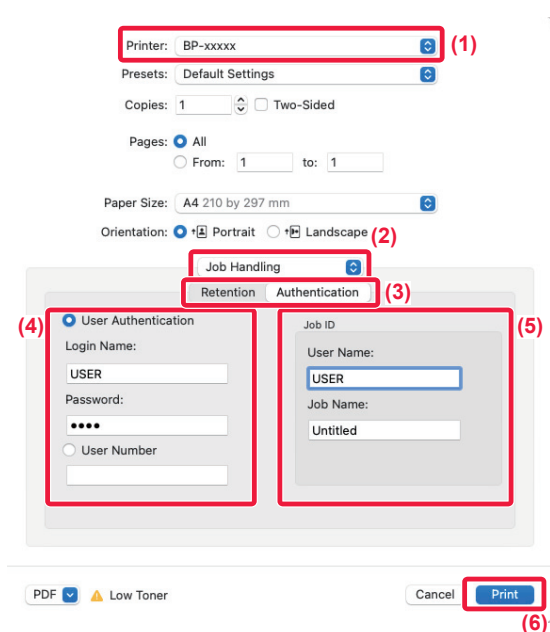 Printer: BP-xxxxx (1)
Presets: Default Settings
Copies: 1 Two-Sided
Pages: All
From: 1 to: 1
Paper Size: A4 210 by 297 mm
Orientation: Portrait Landscape
(2)
Job Handling
Retention Authentication (3)
(4)
User Authentication
Login Name:
USER
Password:
••••
User Number
(5)
Job ID
User Name:
USER
Job Name:
Untitled
PDF Low Toner Cancel Print
(6)